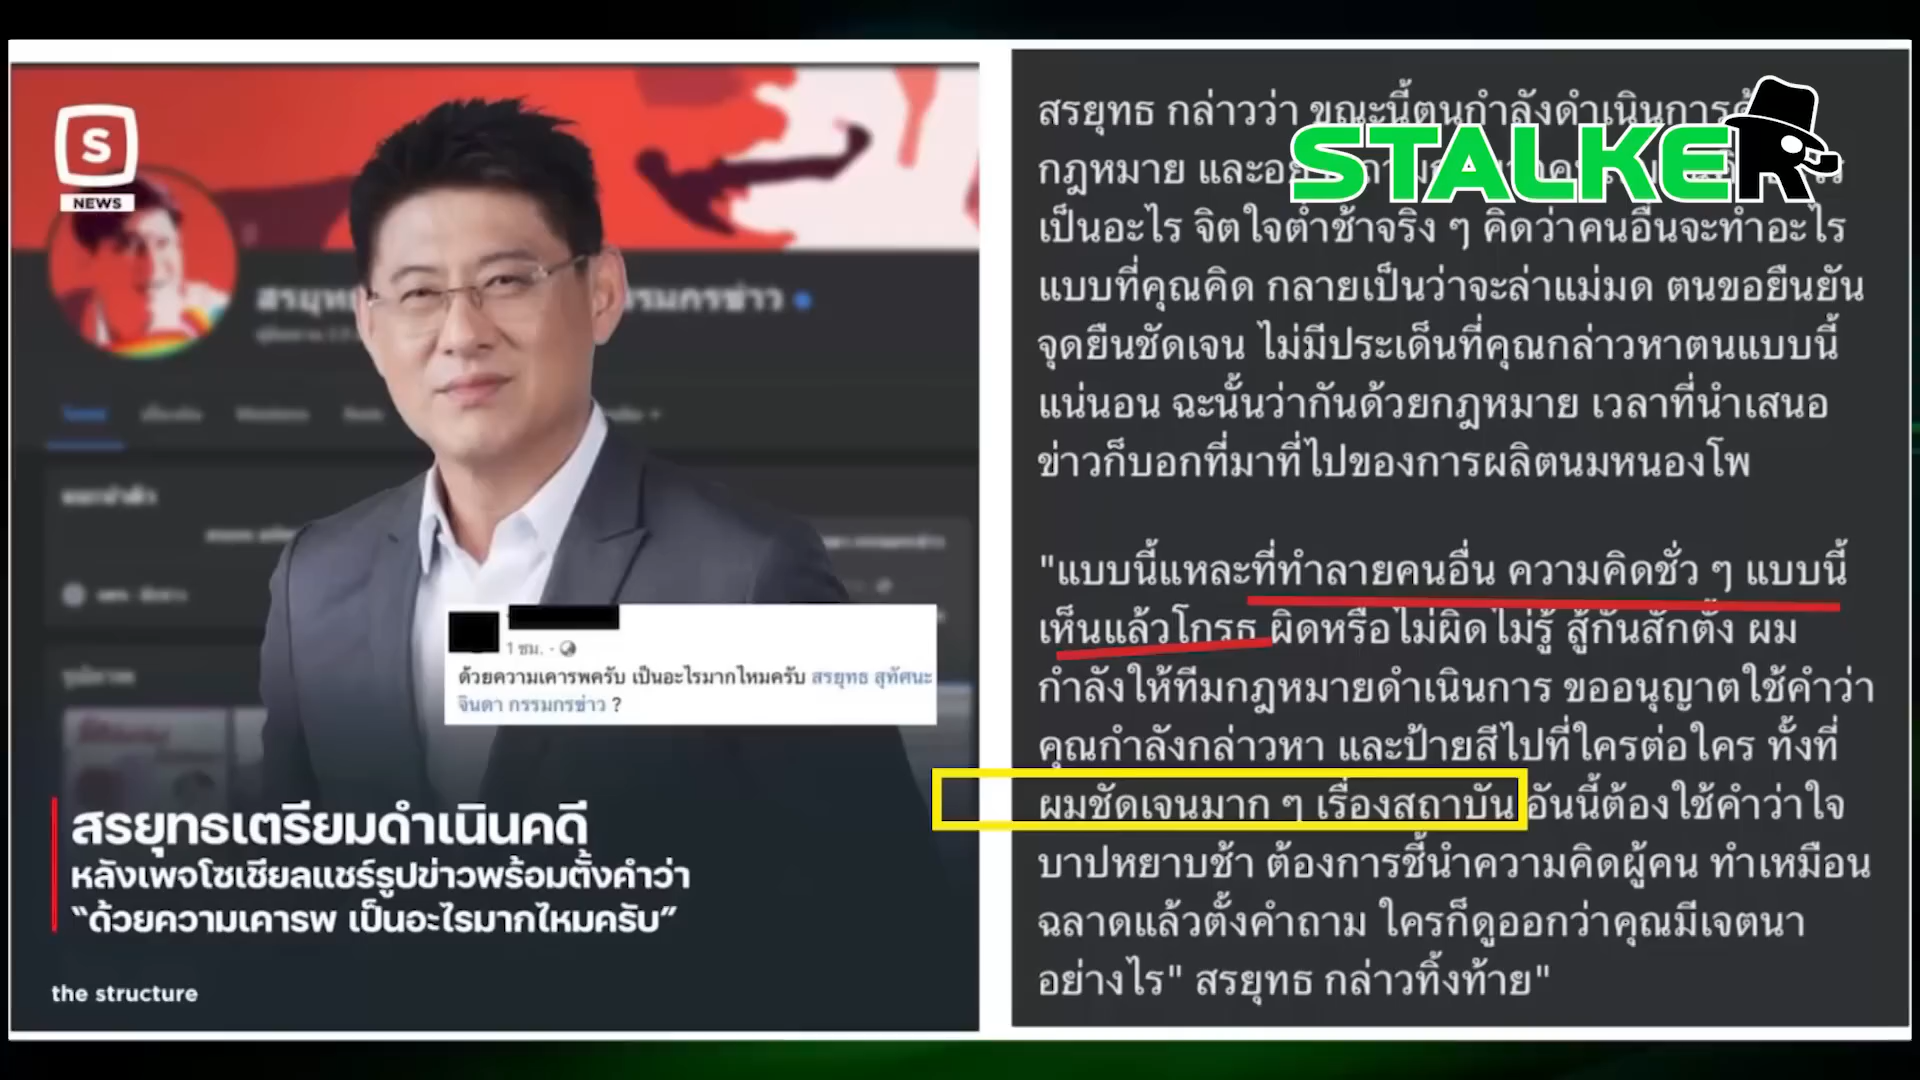 S
NEWS
1 ชม. ·
ด้วยความเคารพครับ เป็นอะไรมากไหมครับ สรยุทธ สุทัศนะ
จินดา กรรมกรข่าว ?
สรยุทธเตรียมดำเนินคดี
หลังเพจโซเชียลแชร์รูปข่าวพร้อมตั้งคำว่า
“ด้วยความเคารพ เป็นอะไรมากไหมครับ”
the structure
STALKER
สรยุทธ กล่าวว่า ขณะนี้ตนกำลังดำเนินการ
กฎหมาย และ
เป็นอะไร จิตใจต่ำช้าจริง ๆ คิดว่าคนอื่นจะทำอะไร
แบบที่คุณคิด กลายเป็นว่าจะล่าแม่มด ตนขอยืนยัน
จุดยืนชัดเจน ไม่มีประเด็นที่คุณกล่าวหาตนแบบนี้
แน่นอน ฉะนั้นว่ากันด้วยกฎหมาย เวลาที่นำเสนอ
ข่าวก็บอกที่มาที่ไปของการผลิตนมหนองโพ
"แบบนี้แหละที่ทำลายคนอื่น ความคิดชั่ว ๆ แบบนี้
เห็นแล้วโกรธ ผิดหรือไม่ผิดไม่รู้ สู้กันสักตั้ง ผม
กำลังให้ทีมกฎหมายดำเนินการ ขออนุญาตใช้คำว่า
คุณกำลังกล่าวหา และป้ายสีไปที่ใครต่อใคร ทั้งที่
ผมชัดเจนมาก ๆ เรื่องสถาบัน อันนี้ต้องใช้คำว่าใจ
บาปหยาบช้า ต้องการชี้นำความคิดผู้คน ทำเหมือน
ฉลาดแล้วตั้งคำถาม ใครก็ดูออกว่าคุณมีเจตนา
อย่างไร" สรยุทธ กล่าวทิ้งท้าย"